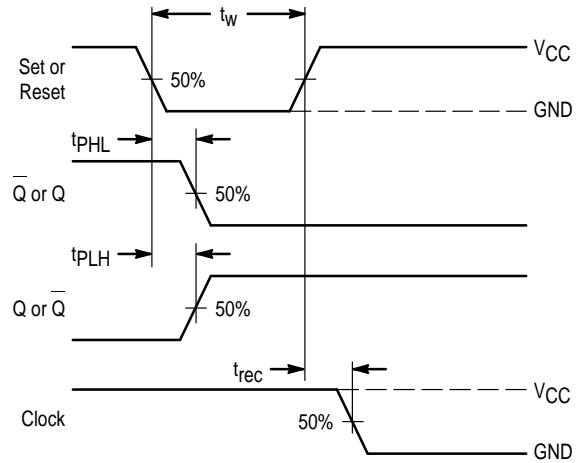 t_w
V_CC
Set or
Reset
50%
GND
t_PHL
Q̅ or Q
50%
t_PLH
Q or Q̅
50%
t_rec
V_CC
Clock
50%
GND